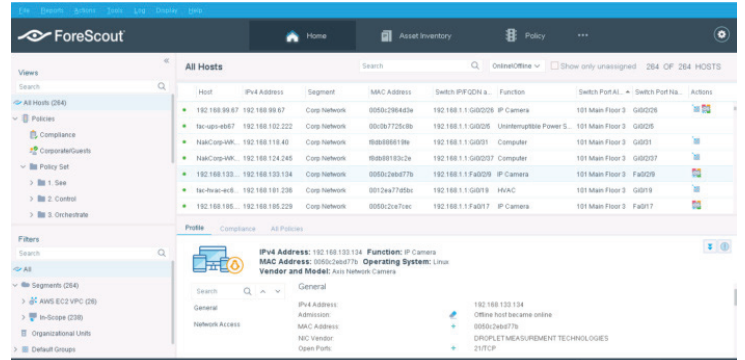 File Reports Actions Tools Log Display Help
ForeScout Home Asset Inventory Policy ...
Views
All Hosts Search Online\Offline Show only unassigned 264 OF 264 HOSTS
Search
Host IPv4 Address Segment MAC Address Switch IP/FQDN a... Function Switch Port Al... Switch Port Na... Actions
All Hosts (264)
192.168.99.67 192.168.99.67 Corp Network 0050c2964d3e 192.168.1.1:Gi0/2/26 IP Camera 101 Main Floor 3 Gi0/2/26
Policies
tac-ups-eb67 192.168.102.222 Corp Network 00c0b7725c8b 192.168.1.1:Gi0/2/5 Uninterruptible Power S... 101 Main Floor 3 Gi0/2/5
Compliance
NakCorp-WK... 192.168.118.40 Corp Network 192.168.1.1:Gi0/31 Computer 101 Main Floor 3 Gi0/31
CorporateGuests
NakCorp-WK... 192.168.124.245 Corp Network 192.168.1.1:Gi0/2/37 Computer 101 Main Floor 3 Gi0/2/37
Policy Set
192.168.133.... 192.168.133.134 Corp Network 0050c2ebd77b 192.168.1.1:Fa0/2/9 IP Camera 101 Main Floor 3 Fa0/2/9
1. See
tac-hvac-ec6... 192.168.181.236 Corp Network 0012ea77d5bc 192.168.1.1:Gi0/19 HVAC 101 Main Floor 3 Gi0/19
2. Control
192.168.185.... 192.168.185.229 Corp Network 0050c2ce7cec 192.168.1.1:Fa0/17 IP Camera 101 Main Floor 3 Fa0/17
3. Orchestrate
Profile Compliance All Policies
Filters
Search
All
Segments (264)
AWS EC2 VPC (26)
In-Scope (238)
Organizational Units
Default Groups
IPv4 Address: 192.168.133.134 Function: IP Camera
MAC Address: 0050c2ebd77b Operating System: Linux
Vendor and Model: Axis Network Camera
Search General
General
Network Access
IPv4 Address: 192.168.133.134
Admission: Offline host became online
MAC Address: 0050c2ebd77b
NIC Vendor: DROPLET MEASUREMENT TECHNOLOGIES
Open Ports: 21/TCP